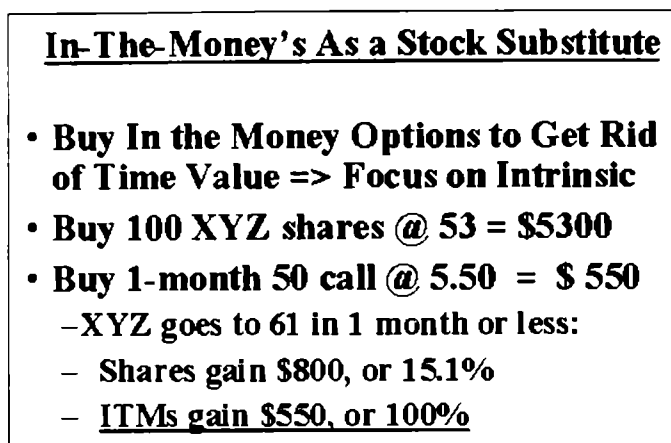 In-The-Money's As a Stock Substitute
• Buy In the Money Options to Get Rid
of Time Value => Focus on Intrinsic
• Buy 100 XYZ shares @ 53 = $5300
• Buy 1-month 50 call @ 5.50 = $ 550
–XYZ goes to 61 in 1 month or less:
– Shares gain $800, or 15.1%
– ITMs gain $550, or 100%